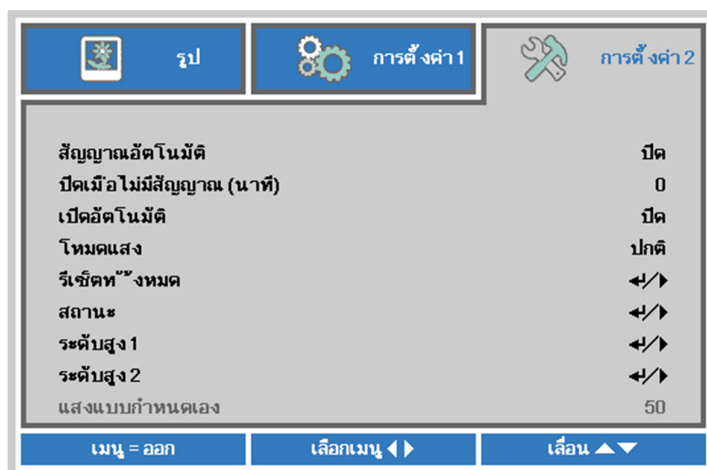 รูป
การตั้งค่า 1
การตั้งค่า 2
สัญญาณอัตโนมัติ ปิด
ปิดเมื่อไม่มีสัญญาณ (นาที) 0
เปิดอัตโนมัติ ปิด
โหมดแสง ปกติ
รีเซ็ตทั้งหมด ↵/▶
สถานะ ↵/▶
ระดับสูง 1 ↵/▶
ระดับสูง 2 ↵/▶
แสงแบบกำหนดเอง 50
เมนู = ออก
เลือกเมนู ◀▶
เลื่อน ▲▼